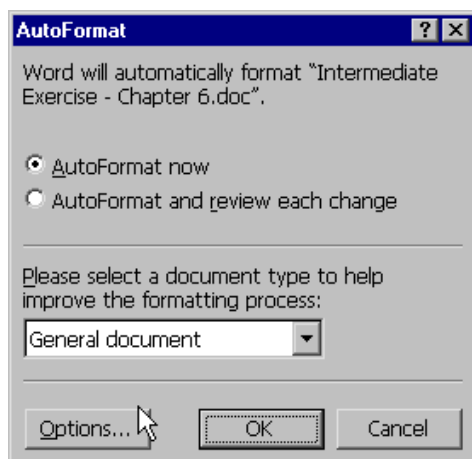 AutoFormat
Word will automatically format “Intermediate
Exercise - Chapter 6.doc”.
AutoFormat now
AutoFormat and review each change
Please select a document type to help
improve the formatting process:
General document
Options... OK Cancel